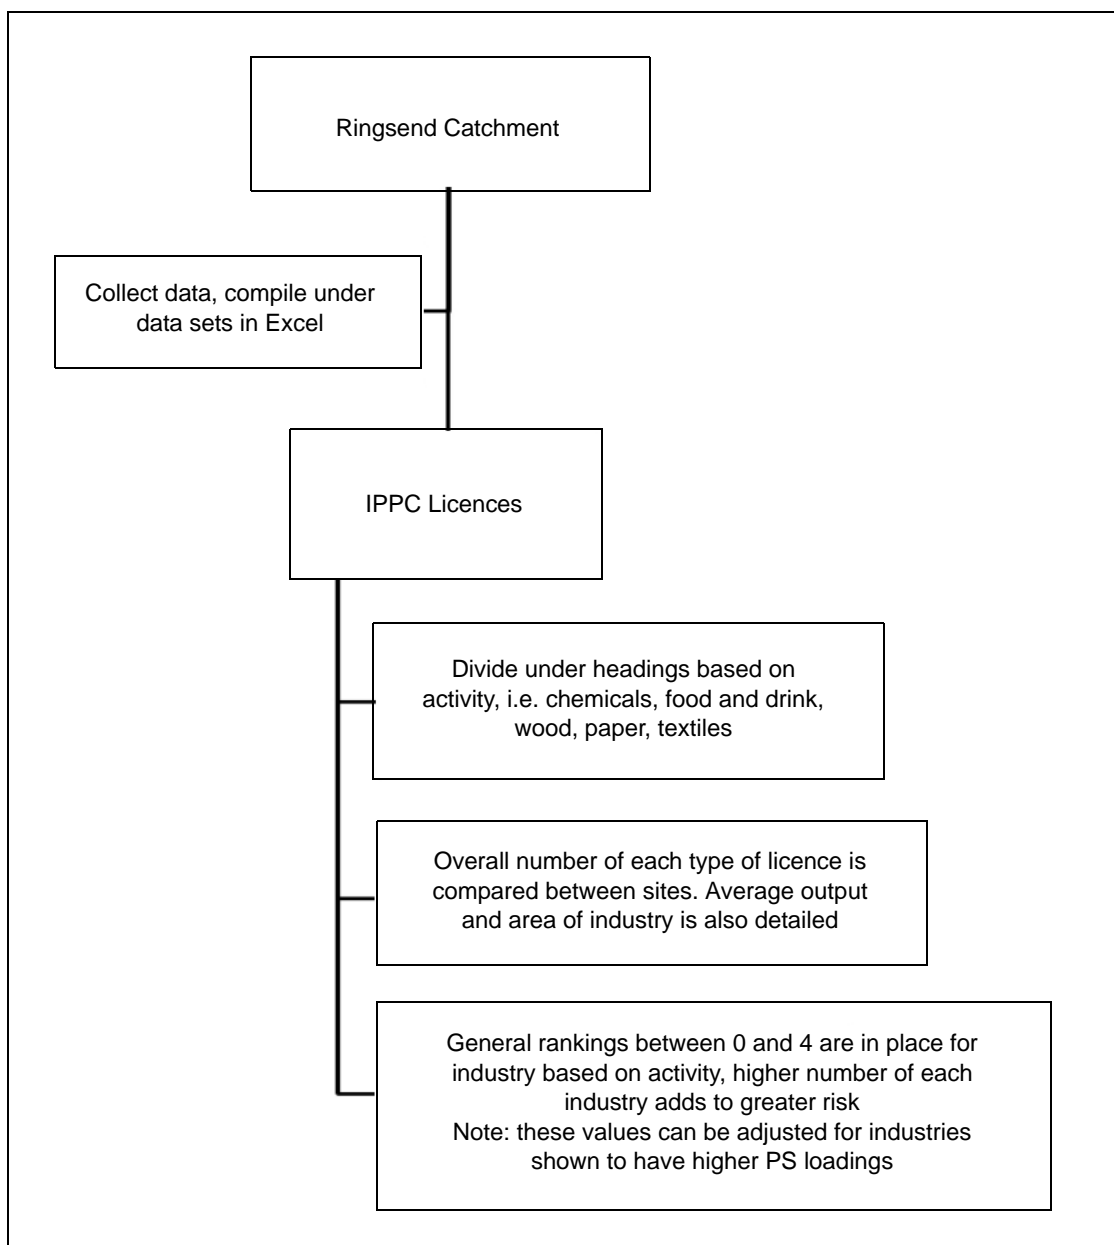 Ringsend Catchment
Collect data, compile under
data sets in Excel
IPPC Licences
Divide under headings based on
activity, i.e. chemicals, food and drink,
wood, paper, textiles
Overall number of each type of licence is
compared between sites. Average output
and area of industry is also detailed
General rankings between 0 and 4 are in place for
industry based on activity, higher number of each
industry adds to greater risk
Note: these values can be adjusted for industries
shown to have higher PS loadings